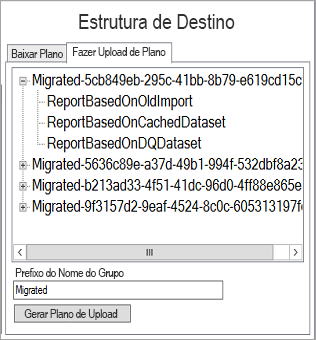 Estrutura de Destino
Baixar Plano
Fazer Upload de Plano
Migrated-5cb849eb-295c-41bb-8b79-e619cd15c
ReportBasedOnOldImport
ReportBasedOnCachedDataset
ReportBasedOnDQDataset
Migrated-5636c89e-a37d-49b1-994f-532dbf8a23
Migrated-b213ad33-4f51-41dc-96d0-4ff88e865e
Migrated-9f3157d2-9eaf-4524-8c0c-605313197f
Prefixo do Nome do Grupo
Migrated
Gerar Plano de Upload